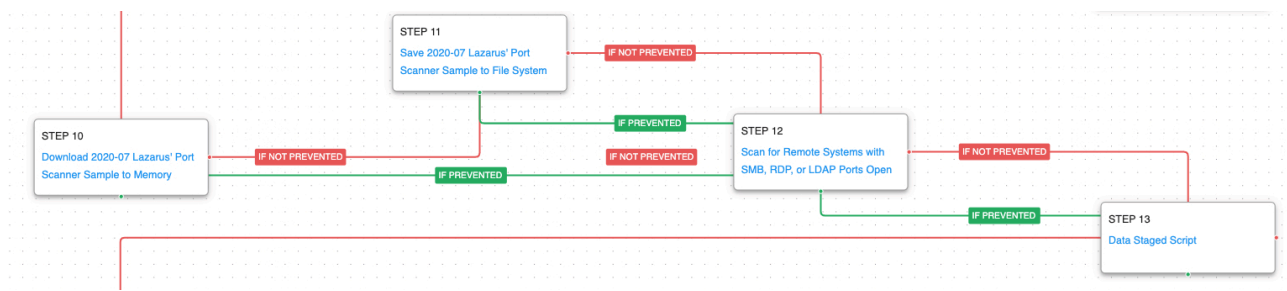 STEP 11
Save 2020-07 Lazarus' Port
Scanner Sample to File System
IF NOT PREVENTED
IF PREVENTED
STEP 10
Download 2020-07 Lazarus' Port
Scanner Sample to Memory
IF NOT PREVENTED
IF NOT PREVENTED
IF PREVENTED
STEP 12
Scan for Remote Systems with
SMB, RDP, or LDAP Ports Open
IF NOT PREVENTED
IF PREVENTED
STEP 13
Data Staged Script